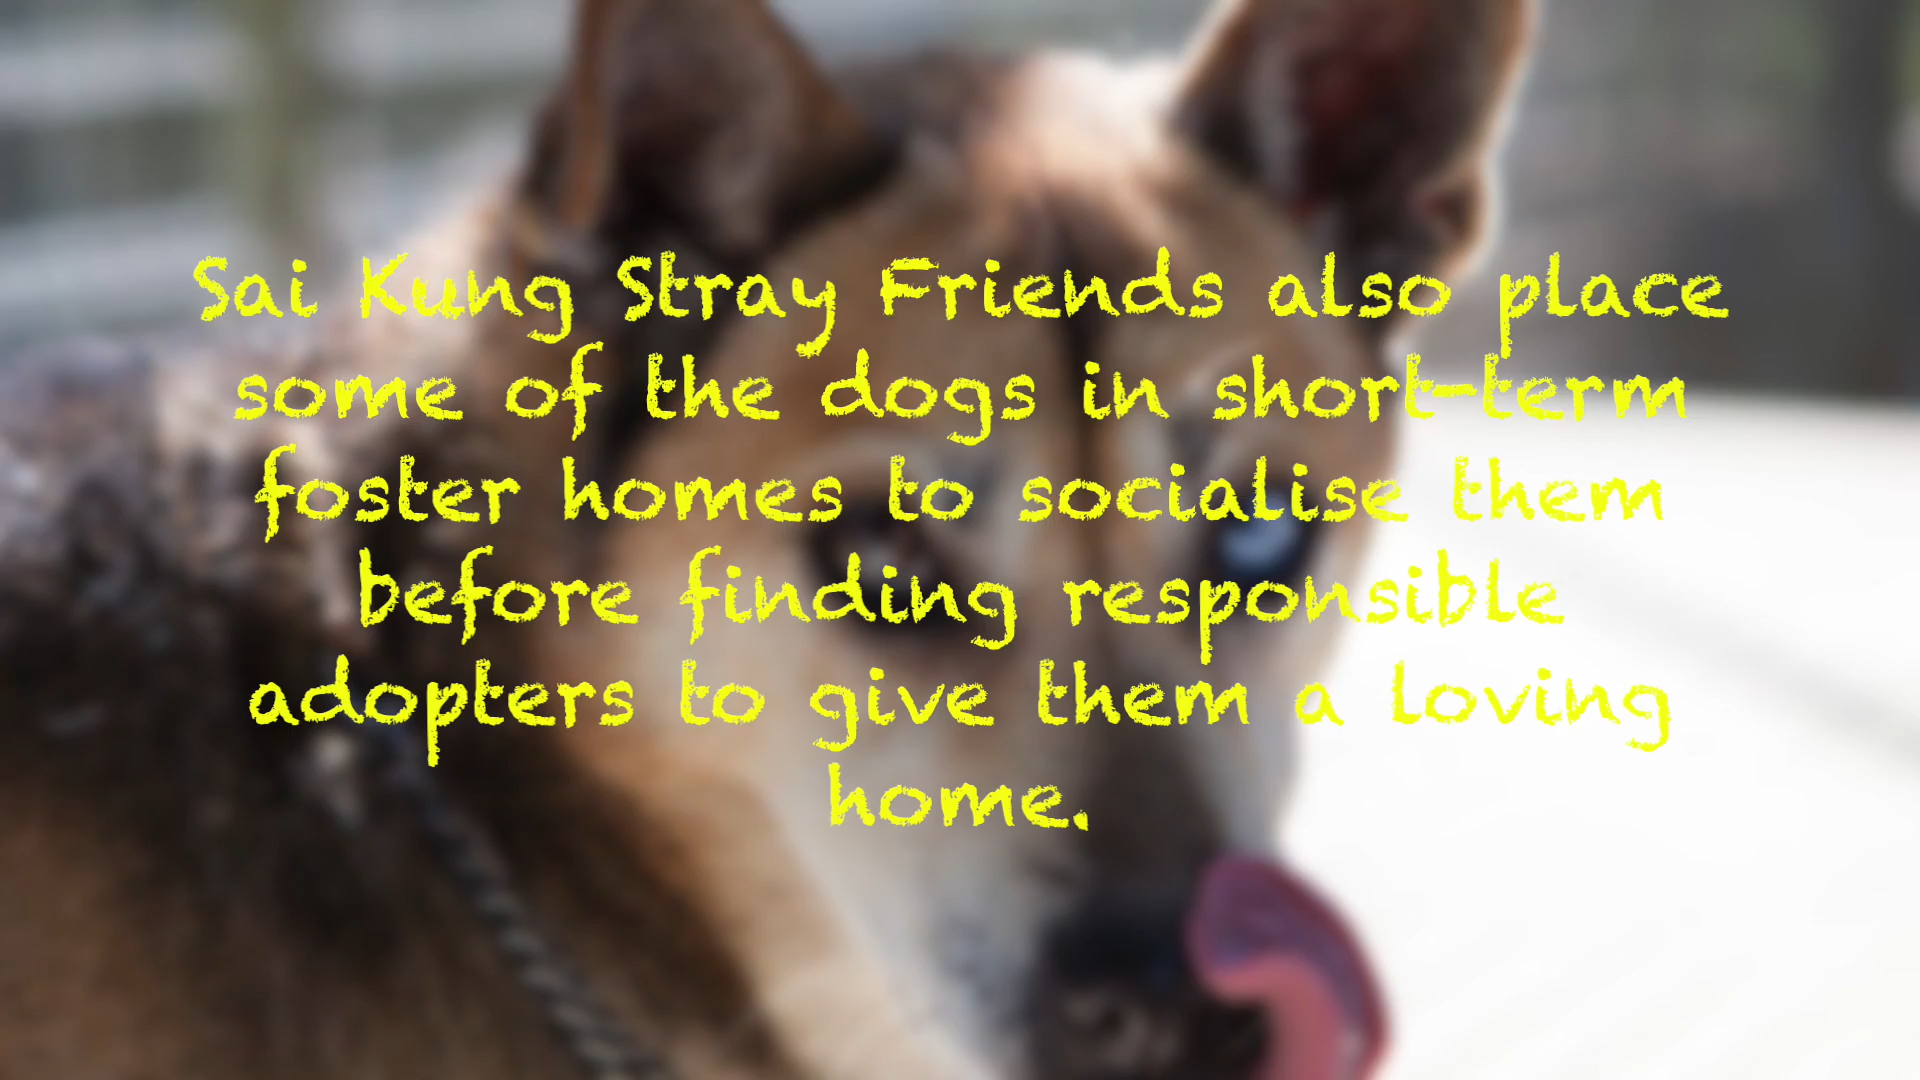 Sai Kung Stray Friends also place
some of the dogs in short-term
foster homes to socialise them
before finding responsible
adopters to give them a loving
home.